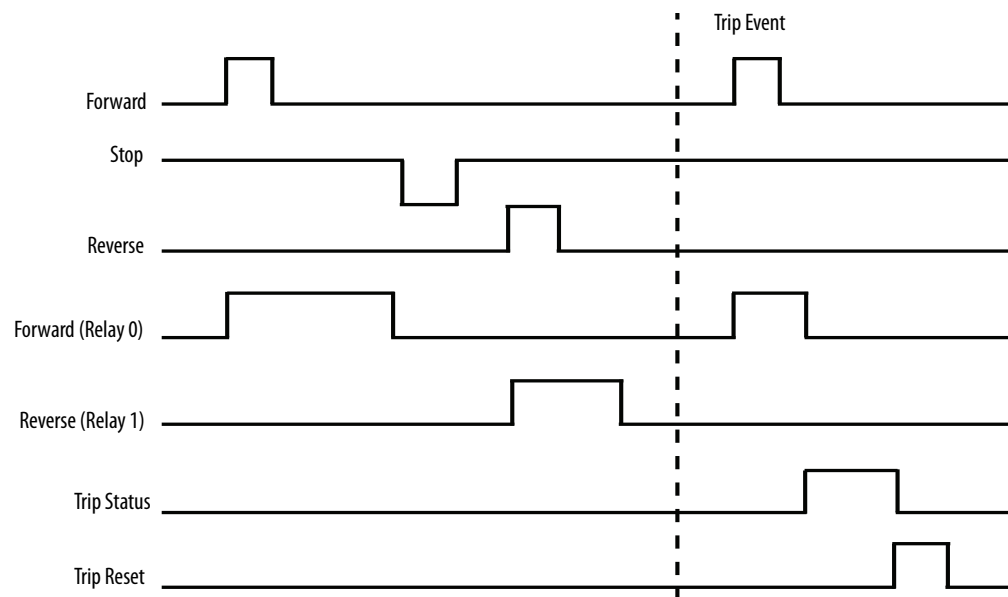 Trip Event
Forward
Stop
Reverse
Forward (Relay 0)
Reverse (Relay 1)
Trip Status
Trip Reset